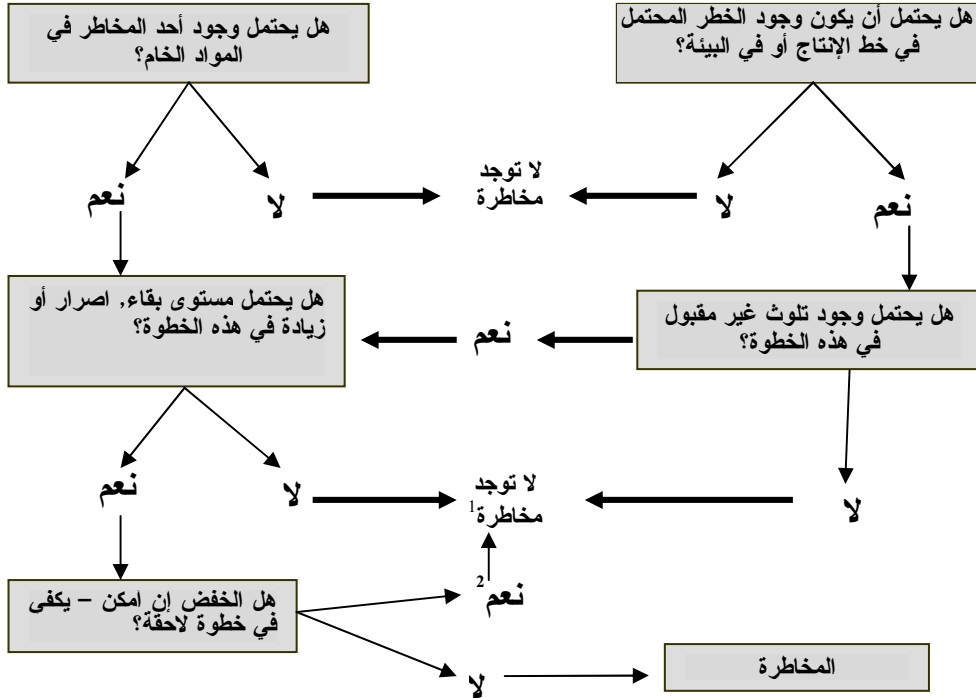 هل يحتمل أن يكون وجود الخطر المحتمل
في خط الإنتاج أو في البيئة؟
هل يحتمل وجود أحد المخاطر في
المواد الخام؟
نعم
لا
لا توجد
مخاطرة
لا
نعم
هل يحتمل وجود تلوث غير مقبول
في هذه الخطوة؟
نعم
هل يحتمل مستوى بقاء, اصرار أو
زيادة في هذه الخطوة؟
لا
لا توجد
مخاطرة1
لا
نعم
نعم2
هل الخفض إن امكن – يكفى
في خطوة لاحقة؟
لا
المخاطرة